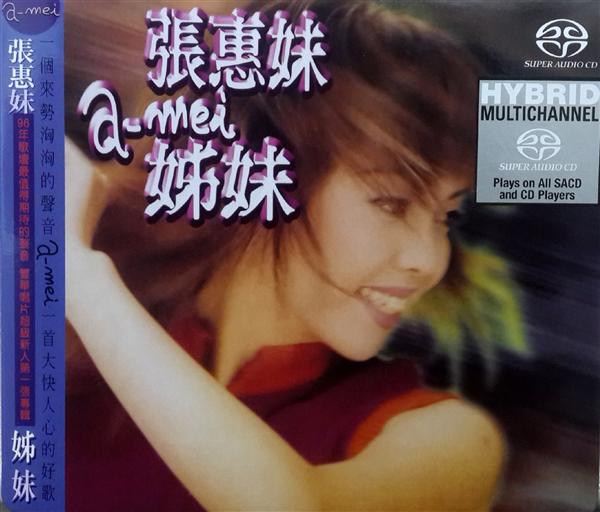 a-mei
張惠妹
96年歌壇最值得期待的聲音 豐華唱片超級新人第一張專輯
姊妹
一個來勢洶洶的聲音 a-mei 一首大快人心的好歌
張惠妹
a-mei
姊妹
SUPER AUDIO CD
HYBRID
MULTICHANNEL
SUPER AUDIO CD
Plays on All SACD
and CD Players